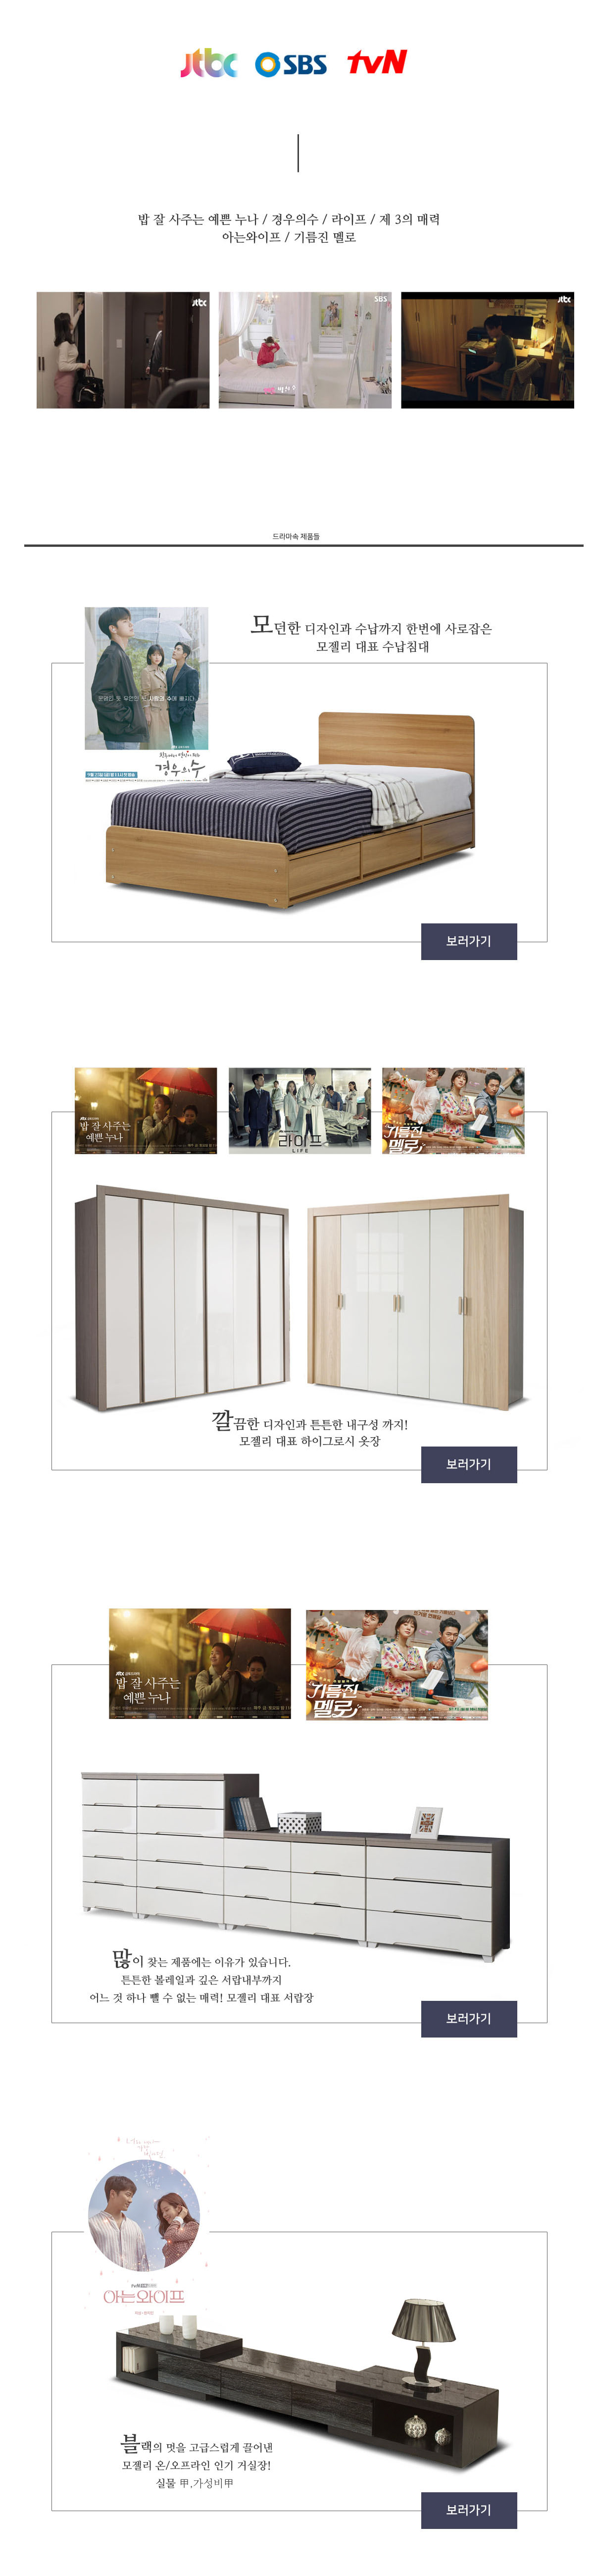 jtbc SBS tvN
밥 잘 사주는 예쁜 누나 / 경우의수 / 라이프 / 제 3의 매력
아는와이프 / 기름진 멜로
jtbc
SBS
jtbc
드라마속 제품들
모던한 디자인과 수납까지 한번에 사로잡은
모젤리 대표 수납침대
경우의수
보러가기
밥 잘 사주는
예쁜 누나
라이프
LIFE
기름진
멜로
깔끔한 디자인과 튼튼한 내구성 까지!
모젤리 대표 하이그로시 옷장
보러가기
밥 잘 사주는
예쁜 누나
기름진
멜로
많이 찾는 제품에는 이유가 있습니다.
튼튼한 볼레일과 깊은 서랍내부까지
어느 것 하나 뺄 수 없는 매력! 모젤리 대표 서랍장
보러가기
아는 와이프
블랙의 멋을 고급스럽게 끌어낸
모젤리 온/오프라인 인기 거실장!
실물 甲,가성비甲
보러가기